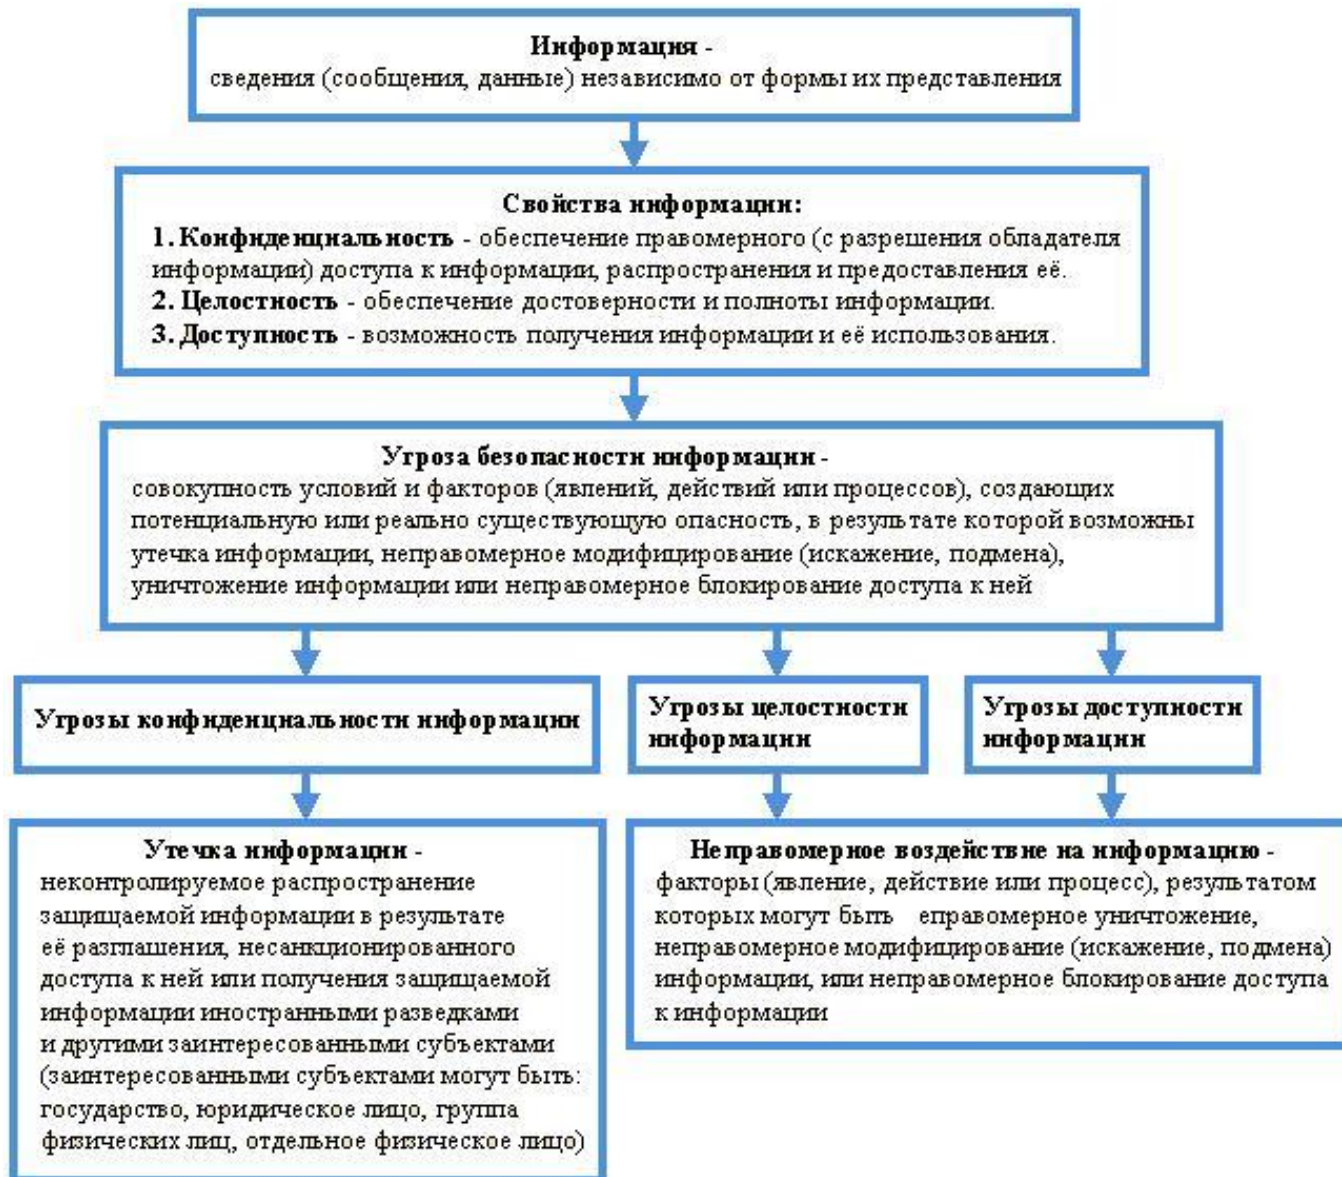 Информация -
сведения (сообщения, данные) независимо от формы их представления
Свойства информации:
1. Конфиденциальность - обеспечение правомерного (с разрешения обладателя
информации) доступа к информации, распространения и предоставления её.
2. Целостность - обеспечение достоверности и полноты информации.
3. Доступность - возможность получения информации и её использования.
Угроза безопасности информации -
совокупность условий и факторов (явлений, действий или процессов), создающих
потенциальную или реально существующую опасность, в результате которой возможны
утечка информации, неправомерное модифицирование (искажение, подмена),
уничтожение информации или неправомерное блокирование доступа к ней
Угрозы конфиденциальности информации
Угрозы целостности
информации
Угрозы доступности
информации
Утечка информации -
неконтролируемое распространение
защищаемой информации в результате
её разглашения, несанкционированного
доступа к ней или получения защищаемой
информации иностранными разведками
и другими заинтересованными субъектами
(заинтересованными субъектами могут быть:
государство, юридическое лицо, группа
физических лиц, отдельное физическое лицо)
Неправомерное воздействие на информацию -
факторы (явление, действие или процесс), результатом
которых могут быть еправомерное уничтожение,
неправомерное модифицирование (искажение, подмена)
информации, или неправомерное блокирование доступа
к информации